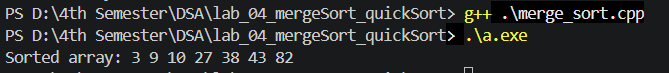 PS D:\4th Semester\DSA\lab_04_mergeSort_quickSort> g++ .\merge_sort.cpp
PS D:\4th Semester\DSA\lab_04_mergeSort_quickSort> .\a.exe
Sorted array: 3 9 10 27 38 43 82